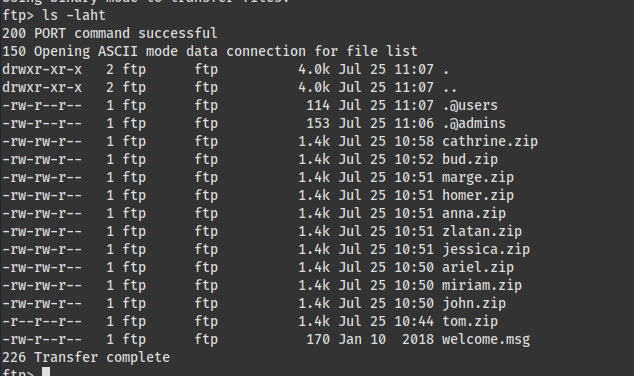 Using binary mode to transfer files.
ftp> ls -laht
200 PORT command successful
150 Opening ASCII mode data connection for file list
drwxr-xr-x   2 ftp      ftp          4.0k Jul 25 11:07 .
drwxr-xr-x   2 ftp      ftp          4.0k Jul 25 11:07 ..
-rw-r--r--   1 ftp      ftp           114 Jul 25 11:07 .@users
-rw-r--r--   1 ftp      ftp           153 Jul 25 11:06 .@admins
-rw-rw-r--   1 ftp      ftp          1.4k Jul 25 10:58 cathrine.zip
-rw-rw-r--   1 ftp      ftp          1.4k Jul 25 10:52 bud.zip
-rw-rw-r--   1 ftp      ftp          1.4k Jul 25 10:51 marge.zip
-rw-rw-r--   1 ftp      ftp          1.4k Jul 25 10:51 homer.zip
-rw-rw-r--   1 ftp      ftp          1.4k Jul 25 10:51 anna.zip
-rw-rw-r--   1 ftp      ftp          1.4k Jul 25 10:51 zlatan.zip
-rw-rw-r--   1 ftp      ftp          1.4k Jul 25 10:51 jessica.zip
-rw-rw-r--   1 ftp      ftp          1.4k Jul 25 10:50 ariel.zip
-rw-rw-r--   1 ftp      ftp          1.4k Jul 25 10:50 miriam.zip
-rw-rw-r--   1 ftp      ftp          1.4k Jul 25 10:50 john.zip
-r--r--r--   1 ftp      ftp          1.4k Jul 25 10:44 tom.zip
-rw-r--r--   1 ftp      ftp           170 Jan 10  2018 welcome.msg
226 Transfer complete
ftp>